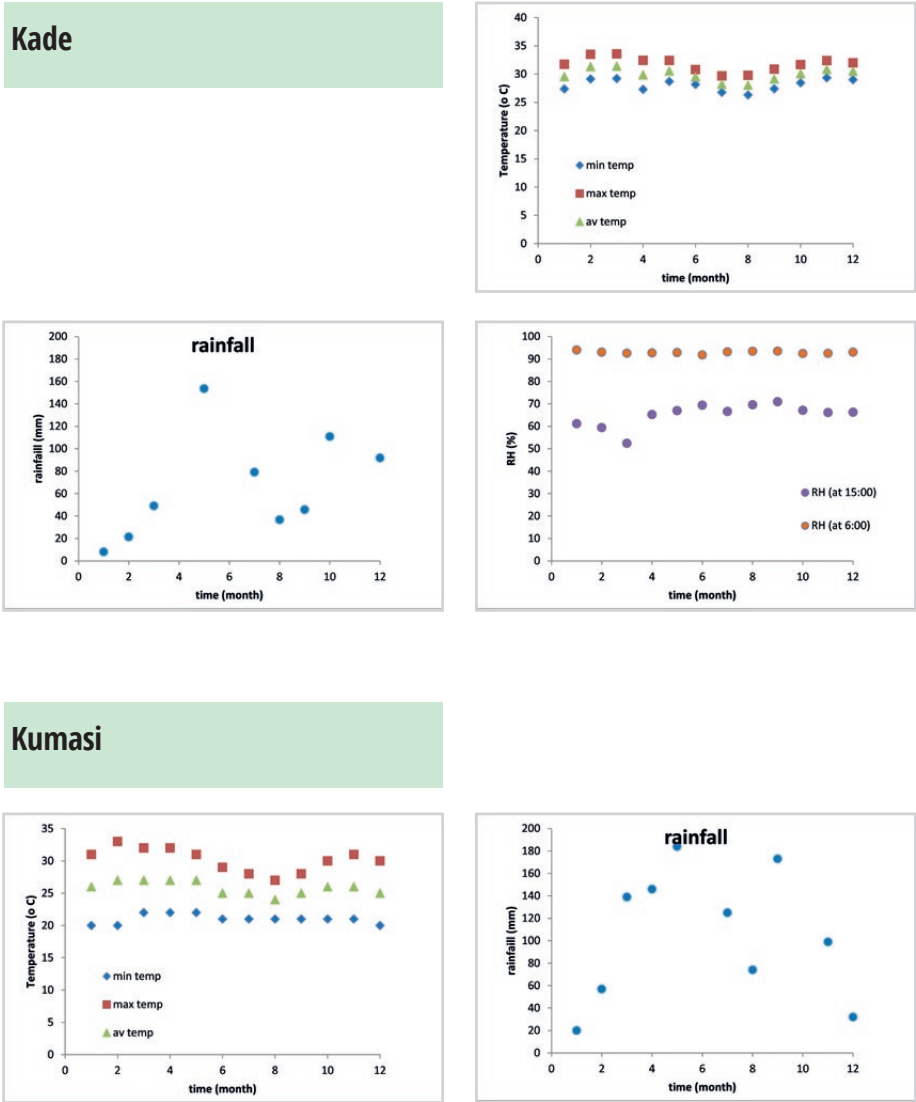 Kade
40
35
30
25
20
15
10
5
0
Temperature (o C)
min temp
max temp
av temp
0 2 4 6 8 10 12
time (month)
rainfall
200
180
160
140
120
100
80
60
40
20
0
rainfaill (mm)
0 2 4 6 8 10 12
time (month)
100
90
80
70
60
50
40
30
20
10
0
RH (%)
RH (at 15:00)
RH (at 6:00)
0 2 4 6 8 10 12
time (month)
Kumasi
35
30
25
20
15
10
5
0
Temperature (o C)
min temp
max temp
av temp
0 2 4 6 8 10 12
time (month)
rainfall
200
180
160
140
120
100
80
60
40
20
0
rainfaill (mm)
0 2 4 6 8 10 12
time (month)